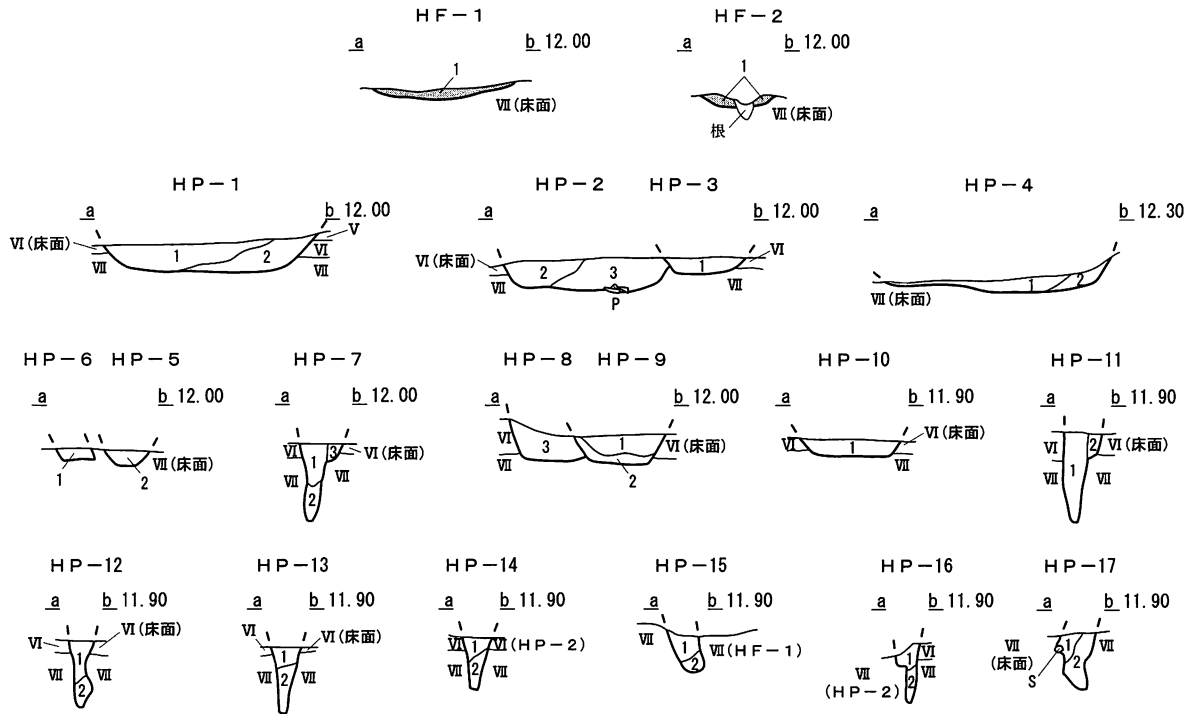 HF-1 HF-2
a b 12.00 a b 12.00
1 1
Ⅶ(床面) Ⅶ(床面)
根
HP-1 HP-2 HP-3 HP-4
a b 12.00 a b 12.00 a b 12.30
Ⅵ(床面) Ⅶ 1 2 Ⅴ Ⅵ Ⅶ
Ⅵ(床面) Ⅶ 2 3 P 1 Ⅵ Ⅶ
Ⅶ(床面) 1 2
HP-6 HP-5 HP-7 HP-8 HP-9 HP-10 HP-11
a b 12.00 a b 12.00 a b 12.00 a b 11.90 a b 11.90
1 2 Ⅶ(床面)
Ⅵ Ⅶ 1 2 3 Ⅵ(床面) Ⅶ
Ⅵ Ⅶ 3 1 2 Ⅵ(床面) Ⅶ
Ⅵ 1 Ⅵ(床面) Ⅶ
Ⅵ Ⅶ 1 2 Ⅵ(床面) Ⅶ
HP-12 HP-13 HP-14 HP-15 HP-16 HP-17
a b 11.90 a b 11.90 a b 11.90 a b 11.90 a b 11.90 a b 11.90
Ⅵ Ⅶ 1 2 Ⅵ(床面) Ⅶ
Ⅵ Ⅶ 1 2 Ⅵ(床面) Ⅶ
Ⅵ Ⅶ 1 2 Ⅵ(HP-2) Ⅶ
Ⅶ 1 2 Ⅶ(HF-1)
Ⅵ Ⅶ (HP-2) 1 2 Ⅵ Ⅶ
Ⅶ (床面) S 1 2 Ⅶ